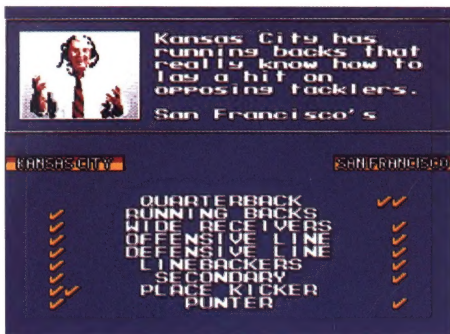 Kansas City has
running backs that
really know how to
lay a hit on
opposing tacklers.
San Francisco's
KANSAS CITY
SAN FRANCISCO
QUARTERBACK
RUNNING BACKS
WIDE RECEIVERS
OFFENSIVE LINE
DEFENSIVE LINE
LINEBACKERS
SECONDARY
PLACE KICKER
PUNTER